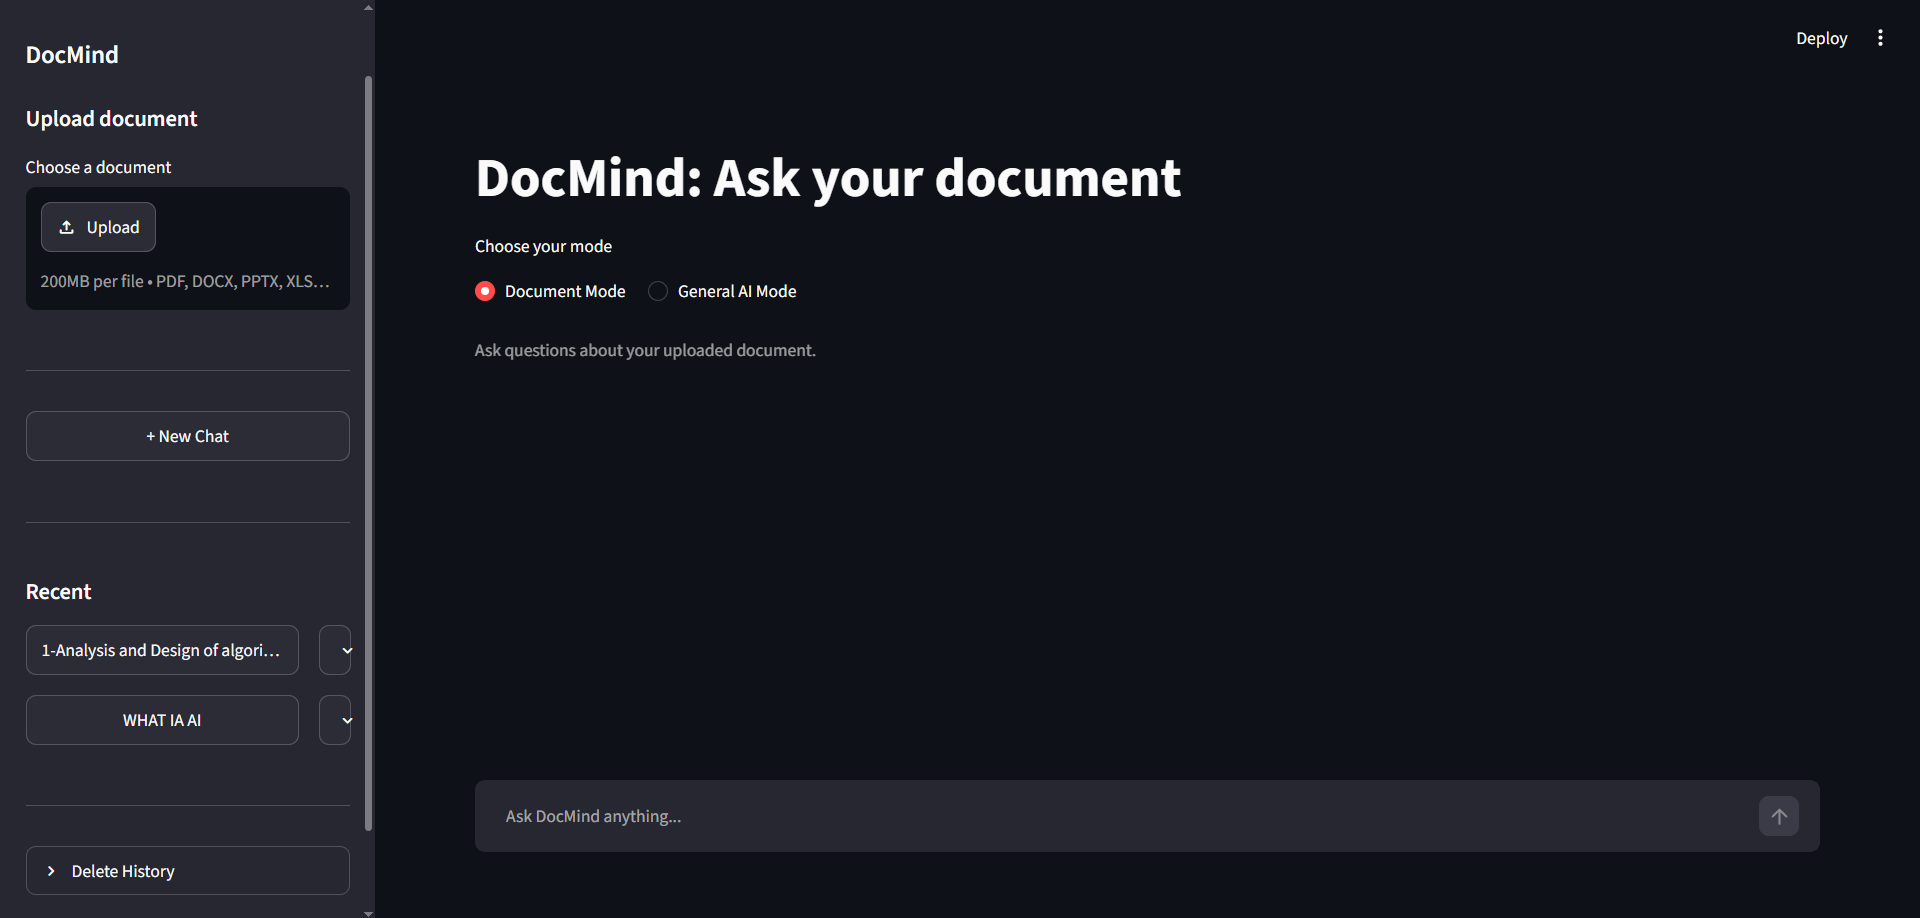 DocMind
Upload document
Choose a document
Upload
200MB per file • PDF, DOCX, PPTX, XLS...
+ New Chat
Recent
1-Analysis and Design of algori...
WHAT IA AI
Delete History
Deploy
DocMind: Ask your document
Choose your mode
Document Mode
General AI Mode
Ask questions about your uploaded document.
Ask DocMind anything...